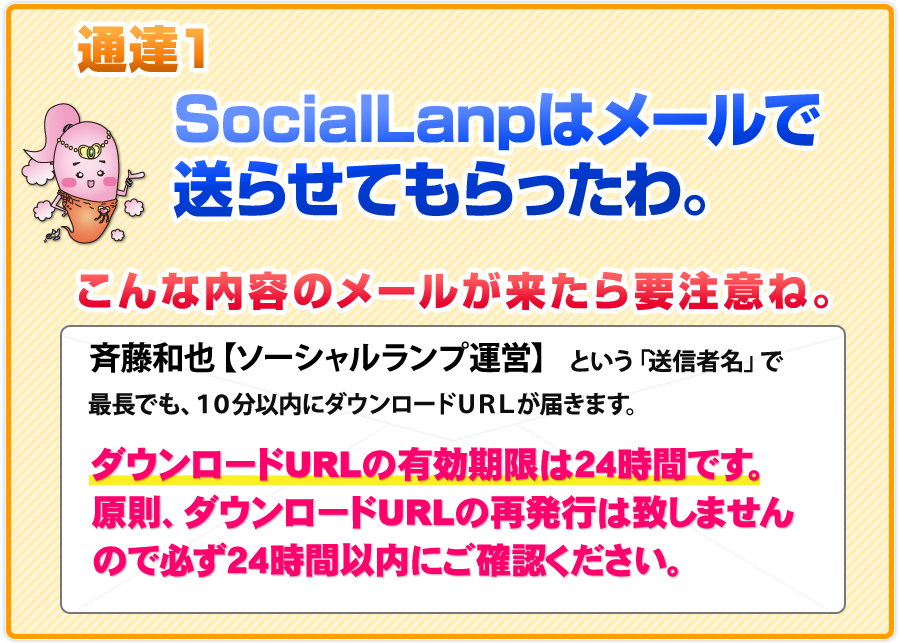 通達1
SocialLanpはメールで
送らせてもらったわ。
こんな内容のメールが来たら要注意ね。
斉藤和也【ソーシャルランプ運営】 という「送信者名」で
最長でも、10分以内にダウンロードURLが届きます。
ダウンロードURLの有効期限は24時間です。
原則、ダウンロードURLの再発行は致しません
ので必ず24時間以内にご確認ください。